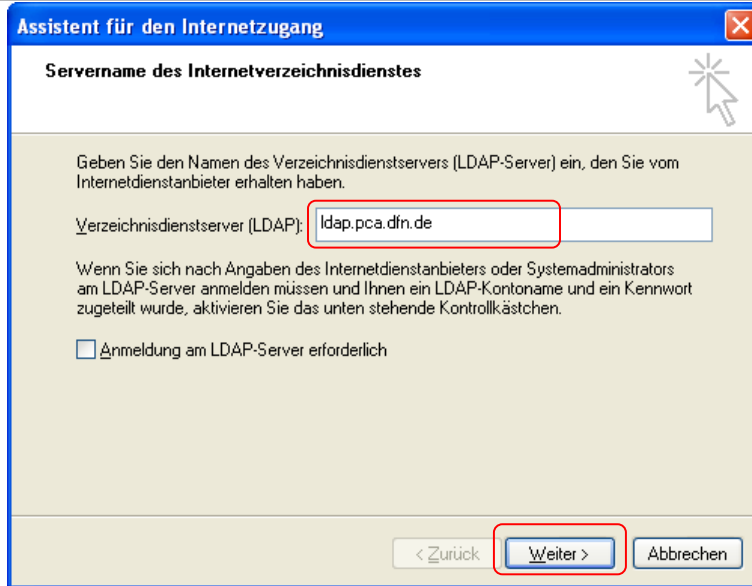 Assistent für den Internetzugang
Servername des Internetverzeichnisdienstes
Geben Sie den Namen des Verzeichnisdienstservers (LDAP-Server) ein, den Sie vom
Internetdienstanbieter erhalten haben.
Verzeichnisdienstserver (LDAP): ldap.pca.dfn.de
Wenn Sie sich nach Angaben des Internetdienstanbieters oder Systemadministrators
am LDAP-Server anmelden müssen und Ihnen ein LDAP-Kontoname und ein Kennwort
zugeteilt wurde, aktivieren Sie das unten stehende Kontrollkästchen.
Anmeldung am LDAP-Server erforderlich
< Zurück Weiter > Abbrechen